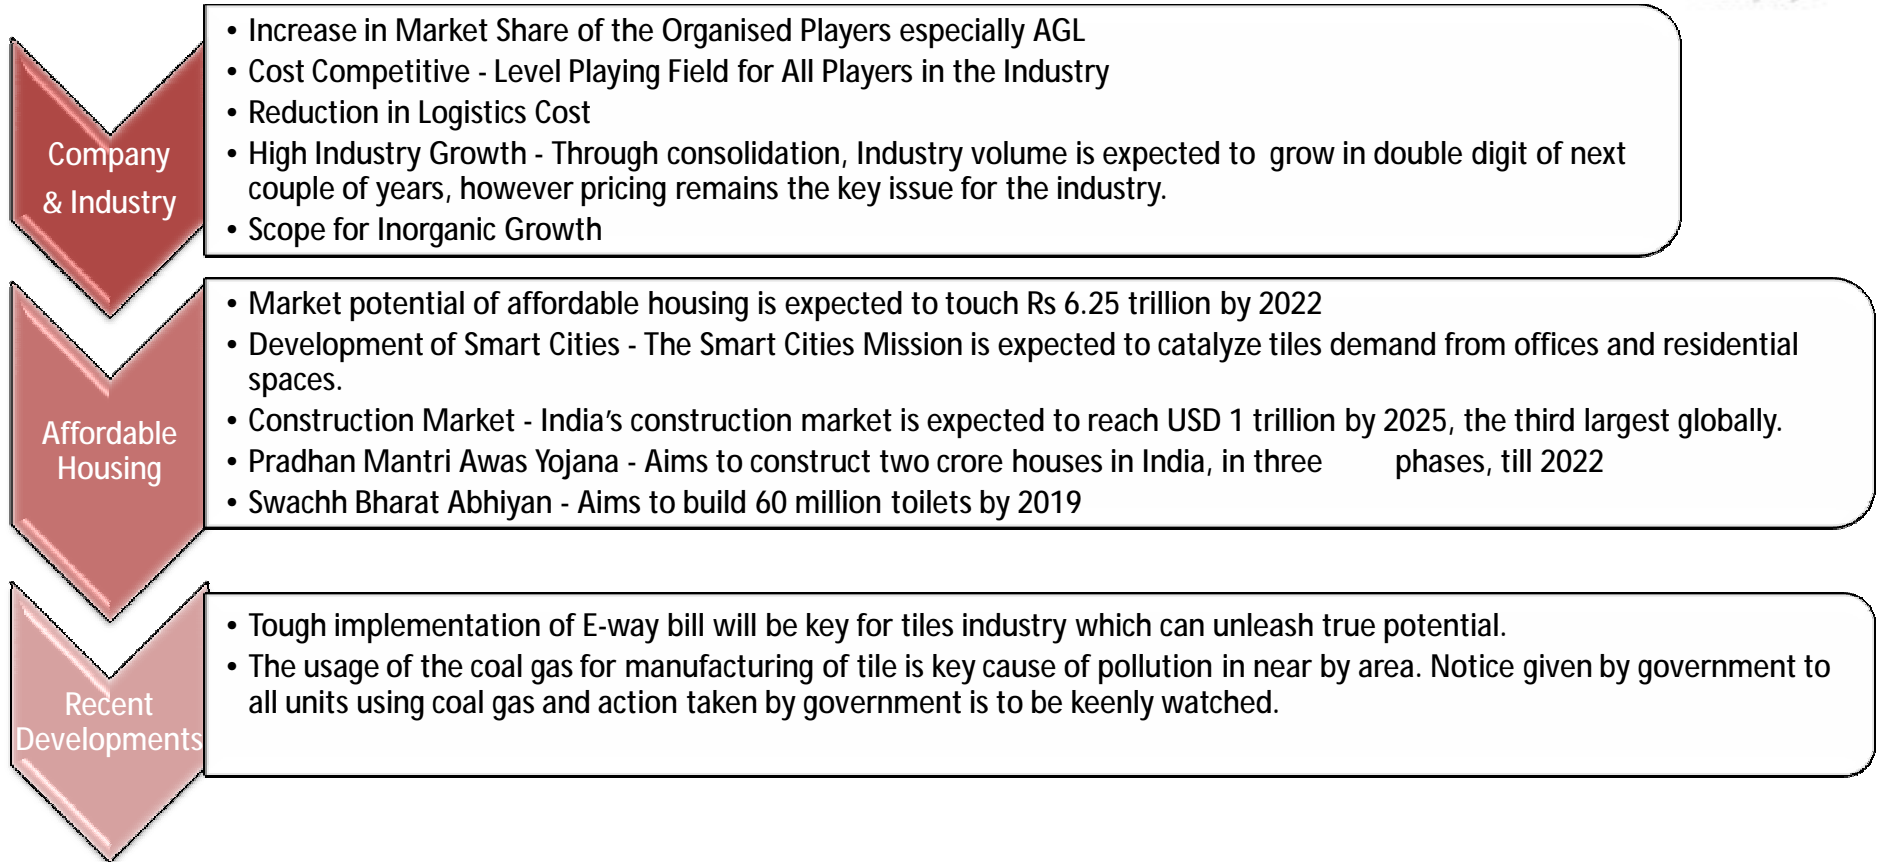 Company
& Industry
• Increase in Market Share of the Organised Players especially AGL
• Cost Competitive - Level Playing Field for All Players in the Industry
• Reduction in Logistics Cost
• High Industry Growth - Through consolidation, Industry volume is expected to grow in double digit of next
couple of years, however pricing remains the key issue for the industry.
• Scope for Inorganic Growth
Affordable
Housing
• Market potential of affordable housing is expected to touch Rs 6.25 trillion by 2022
• Development of Smart Cities - The Smart Cities Mission is expected to catalyze tiles demand from offices and residential
spaces.
• Construction Market - India’s construction market is expected to reach USD 1 trillion by 2025, the third largest globally.
• Pradhan Mantri Awas Yojana - Aims to construct two crore houses in India, in three phases, till 2022
• Swachh Bharat Abhiyan - Aims to build 60 million toilets by 2019
Recent
Developments
• Tough implementation of E-way bill will be key for tiles industry which can unleash true potential.
• The usage of the coal gas for manufacturing of tile is key cause of pollution in near by area. Notice given by government to
all units using coal gas and action taken by government is to be keenly watched.